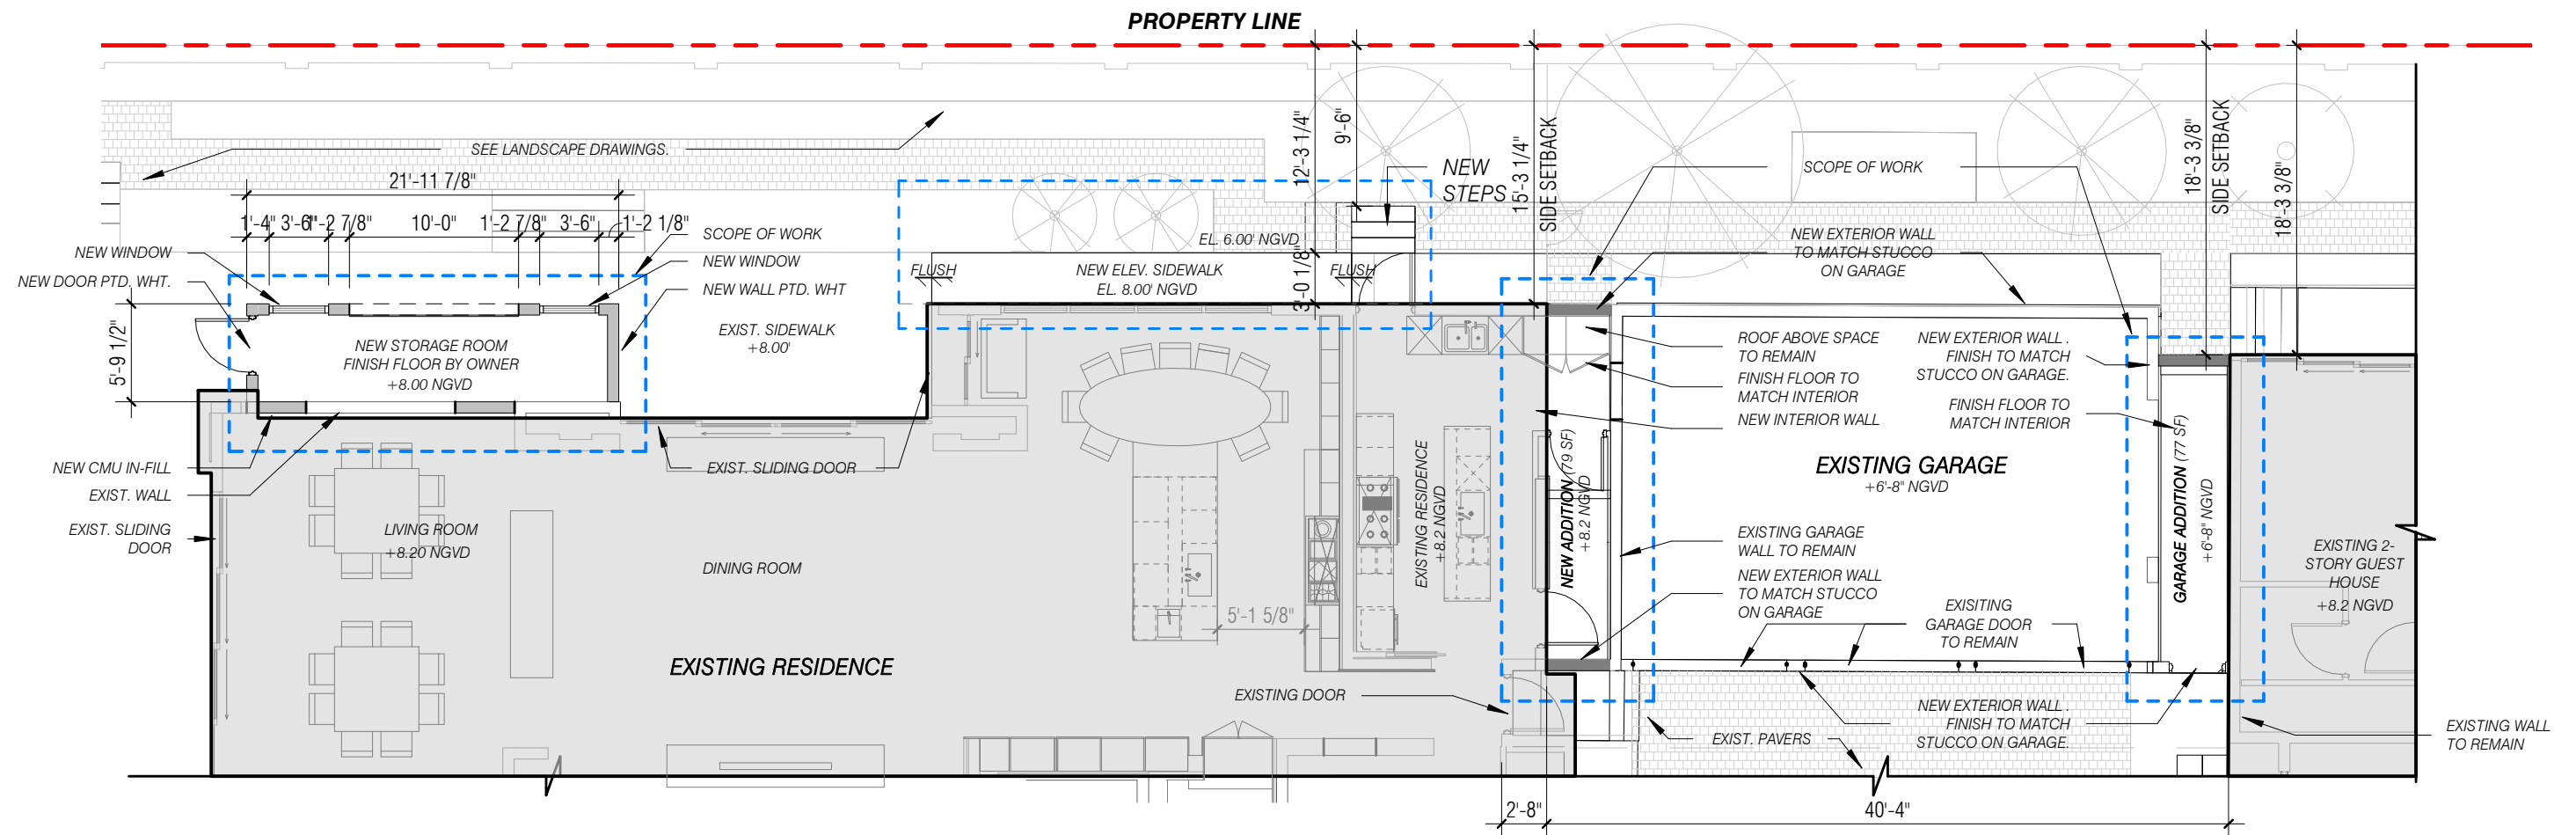 PROPERTY LINE
SEE LANDSCAPE DRAWINGS.
21'-11 7/8"
1'-4"
3'-6"
1'-2 7/8"
10'-0"
1'-2 7/8"
3'-6"
1'-2 1/8"
5'-9 1/2"
NEW WINDOW
NEW DOOR PTD. WHT.
SCOPE OF WORK
NEW WINDOW
NEW WALL PTD. WHT
NEW STORAGE ROOM
FINISH FLOOR BY OWNER
+8.00 NGVD
EXIST. SIDEWALK
+8.00'
NEW CMU IN-FILL
EXIST. WALL
EXIST. SLIDING
DOOR
EXIST. SLIDING DOOR
LIVING ROOM
+8.20 NGVD
DINING ROOM
EXISTING RESIDENCE
FLUSH
NEW ELEV. SIDEWALK
EL. 8.00' NGVD
EL. 6.00' NGVD
FLUSH
12'-3 1/4"
9'-6"
3'-0 1/8"
NEW
STEPS
15'-3 1/4"
SIDE SETBACK
5'-1 5/8"
EXISTING RESIDENCE
+8.2 NGVD
NEW ADDITION (79 SF)
+8.2 NGVD
EXISTING DOOR
SCOPE OF WORK
NEW EXTERIOR WALL
TO MATCH STUCCO
ON GARAGE
ROOF ABOVE SPACE
TO REMAIN
FINISH FLOOR TO
MATCH INTERIOR
NEW INTERIOR WALL
NEW EXTERIOR WALL .
FINISH TO MATCH
STUCCO ON GARAGE.
FINISH FLOOR TO
MATCH INTERIOR
EXISTING GARAGE
+6'-8" NGVD
EXISTING GARAGE
WALL TO REMAIN
NEW EXTERIOR WALL
TO MATCH STUCCO
ON GARAGE
EXISITING
GARAGE DOOR
TO REMAIN
NEW EXTERIOR WALL .
FINISH TO MATCH
STUCCO ON GARAGE.
EXIST. PAVERS
18'-3 3/8"
SIDE SETBACK
18'-3 3/8"
GARAGE ADDITION (77 SF)
+6'-8" NGVD
EXISTING 2-
STORY GUEST
HOUSE
+8.2 NGVD
EXISTING WALL
TO REMAIN
2'-8"
40'-4"